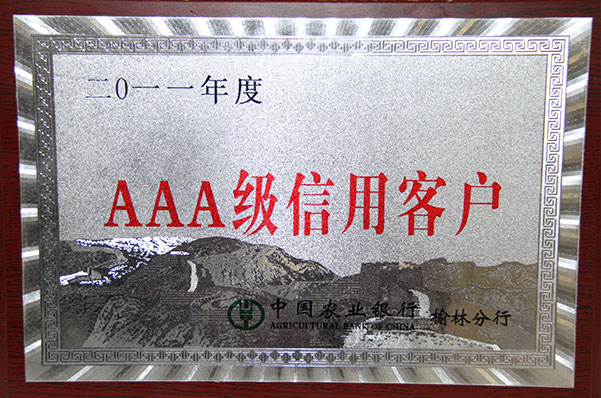 二0一一年度
AAA级信用客户
中国农业银行 榆林分行
AGRICULTURAL BANK OF CHINA